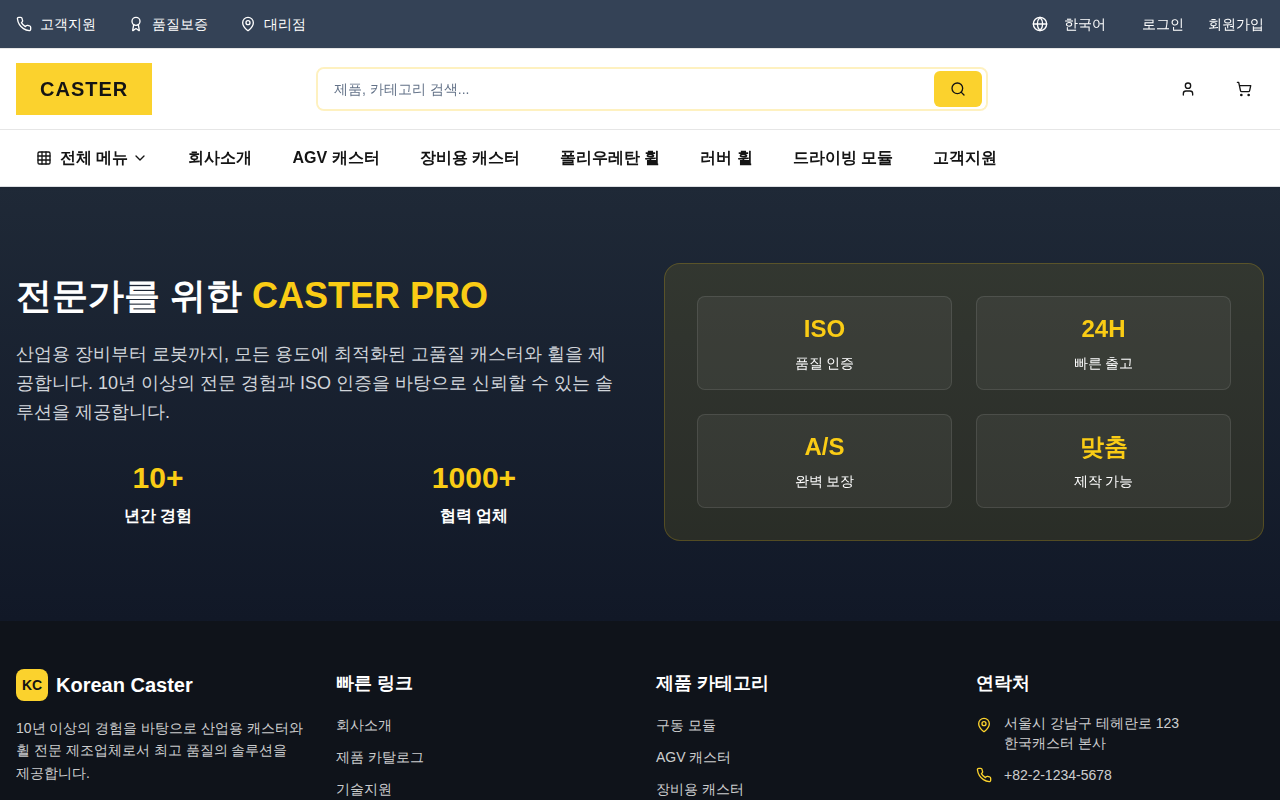 고객지원 품질보증 대리점 한국어 로그인 회원가입
CASTER
제품, 카테고리 검색...
전체 메뉴 회사소개 AGV 캐스터 장비용 캐스터 폴리우레탄 휠 러버 휠 드라이빙 모듈 고객지원
전문가를 위한 CASTER PRO
산업용 장비부터 로봇까지, 모든 용도에 최적화된 고품질 캐스터와 휠을 제
공합니다. 10년 이상의 전문 경험과 ISO 인증을 바탕으로 신뢰할 수 있는 솔
루션을 제공합니다.
10+
년간 경험
1000+
협력 업체
ISO
품질 인증
24H
빠른 출고
A/S
완벽 보장
맞춤
제작 가능
KC Korean Caster
10년 이상의 경험을 바탕으로 산업용 캐스터와
휠 전문 제조업체로서 최고 품질의 솔루션을
제공합니다.
빠른 링크
회사소개
제품 카탈로그
기술지원
제품 카테고리
구동 모듈
AGV 캐스터
장비용 캐스터
연락처
서울시 강남구 테헤란로 123
한국캐스터 본사
+82-2-1234-5678